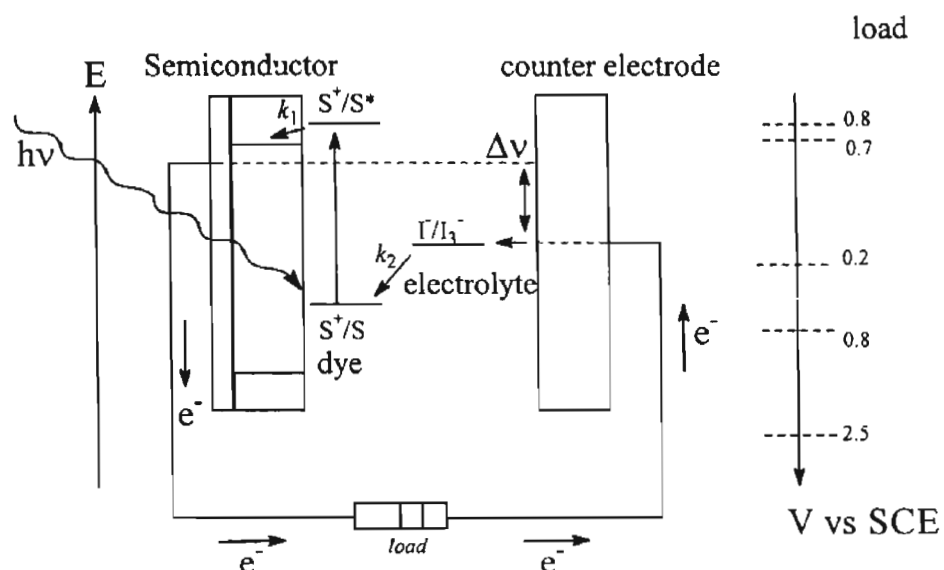 load
Semiconductor
counter electrode
E
S⁺/S*
k₁
0.8
0.7
Δν
hν
I⁻/I₃⁻
k₂
0.2
electrolyte
S⁺/S
dye
e⁻
e⁻
0.8
2.5
load
e⁻
e⁻
V vs SCE